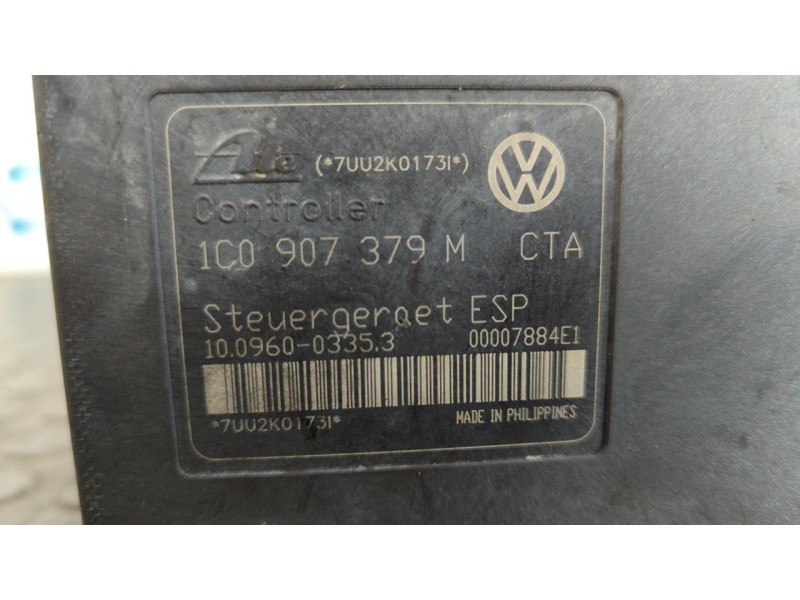 Ate (*7UU2K0173I*)
Controller
1C0 907 379 M CTA
Steuergeraet ESP
10.0960-0335.3 00007884E1
*7UU2K0173I* MADE IN PHILIPPINES